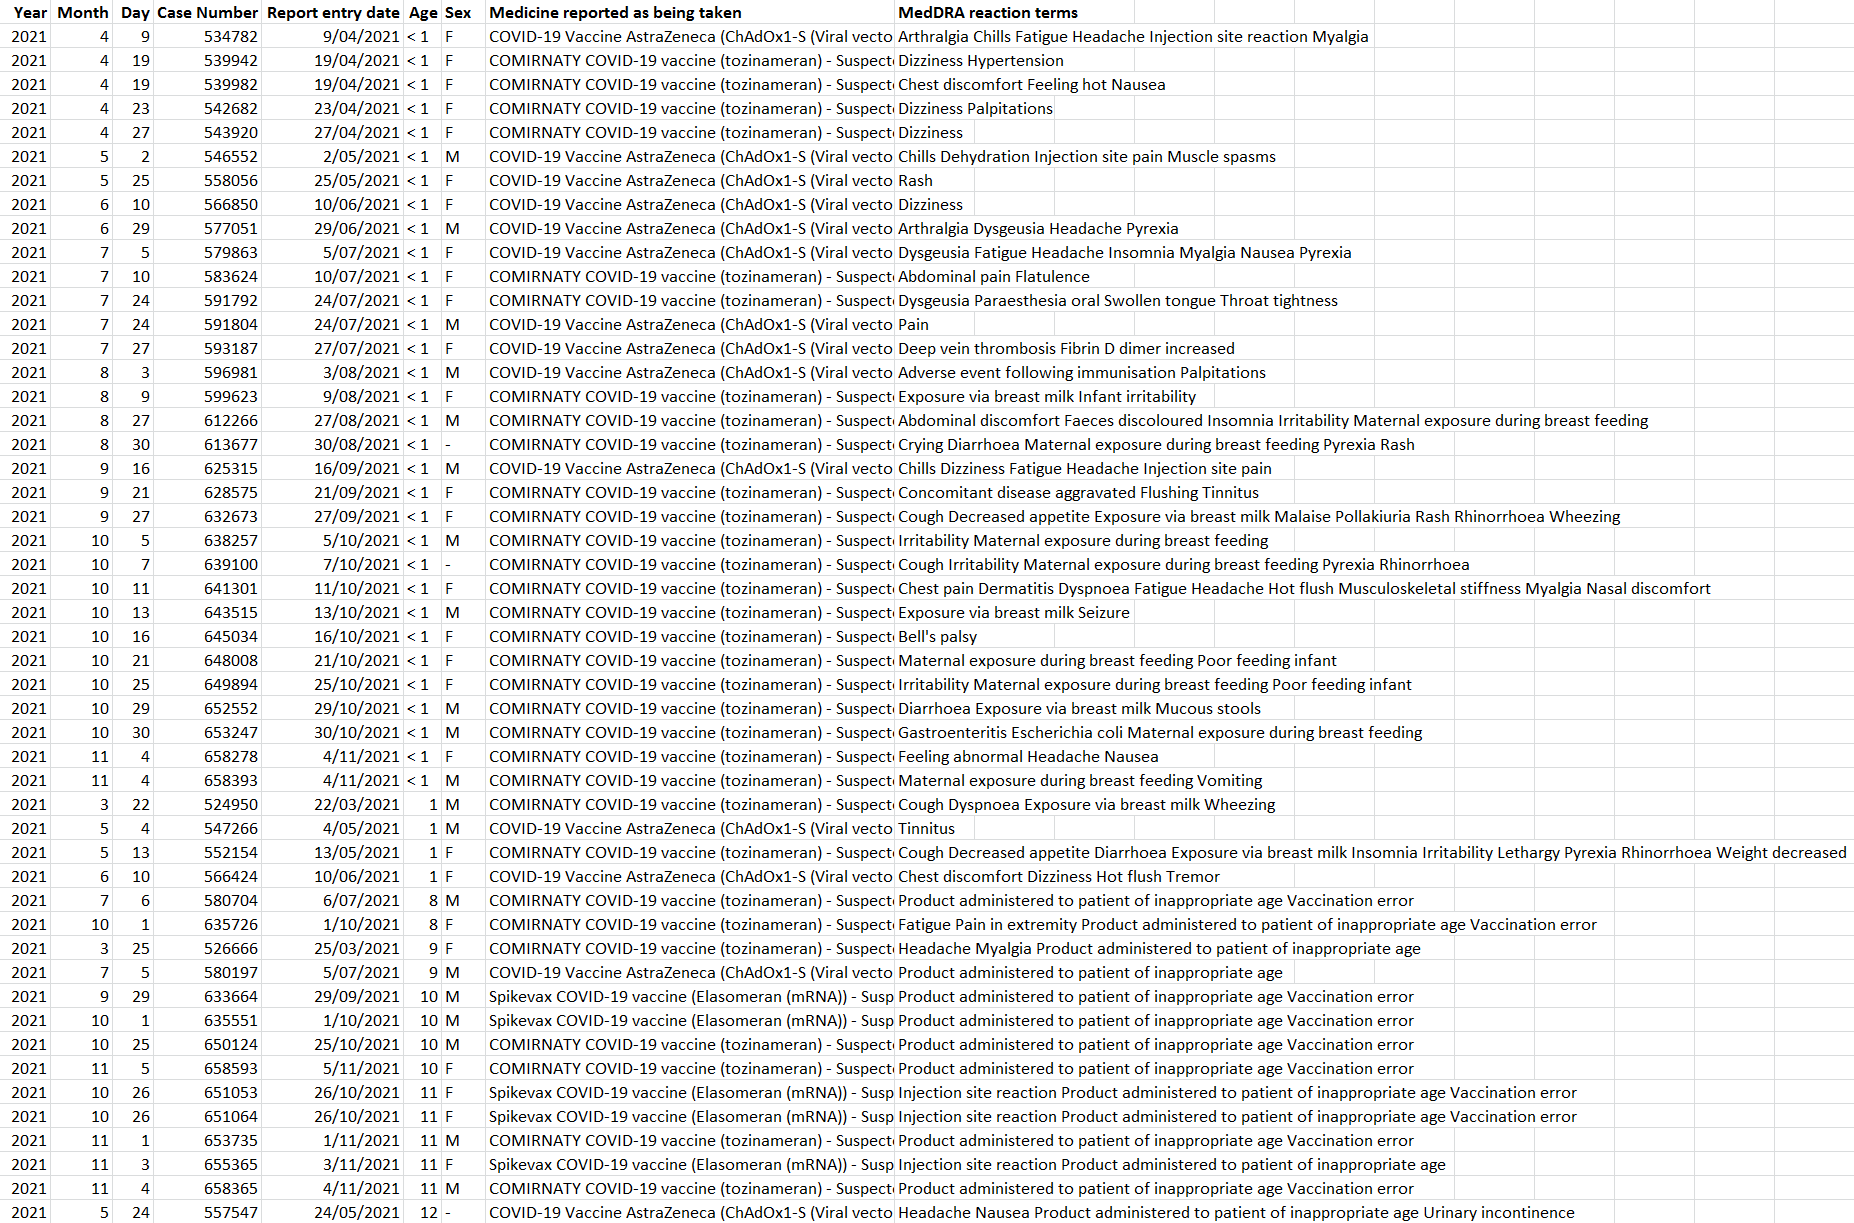 Year Month Day Case Number Report entry date Age Sex Medicine reported as being taken MedDRA reaction terms
2021 4 9 534782 9/04/2021 < 1 F COVID-19 Vaccine AstraZeneca (ChAdOx1-S (Viral vecto Arthralgia Chills Fatigue Headache Injection site reaction Myalgia
2021 4 19 539942 19/04/2021 < 1 F COMIRNATY COVID-19 vaccine (tozinameran) - Suspect Dizziness Hypertension
2021 4 19 539982 19/04/2021 < 1 F COMIRNATY COVID-19 vaccine (tozinameran) - Suspect Chest discomfort Feeling hot Nausea
2021 4 23 542682 23/04/2021 < 1 F COMIRNATY COVID-19 vaccine (tozinameran) - Suspect Dizziness Palpitations
2021 4 27 543920 27/04/2021 < 1 F COMIRNATY COVID-19 vaccine (tozinameran) - Suspect Dizziness
2021 5 2 546552 2/05/2021 < 1 M COVID-19 Vaccine AstraZeneca (ChAdOx1-S (Viral vecto Chills Dehydration Injection site pain Muscle spasms
2021 5 25 558056 25/05/2021 < 1 F COVID-19 Vaccine AstraZeneca (ChAdOx1-S (Viral vecto Rash
2021 6 10 566850 10/06/2021 < 1 F COVID-19 Vaccine AstraZeneca (ChAdOx1-S (Viral vecto Dizziness
2021 6 29 577051 29/06/2021 < 1 M COVID-19 Vaccine AstraZeneca (ChAdOx1-S (Viral vecto Arthralgia Dysgeusia Headache Pyrexia
2021 7 5 579863 5/07/2021 < 1 F COVID-19 Vaccine AstraZeneca (ChAdOx1-S (Viral vecto Dysgeusia Fatigue Headache Insomnia Myalgia Nausea Pyrexia
2021 7 10 583624 10/07/2021 < 1 F COMIRNATY COVID-19 vaccine (tozinameran) - Suspect Abdominal pain Flatulence
2021 7 24 591792 24/07/2021 < 1 F COMIRNATY COVID-19 vaccine (tozinameran) - Suspect Dysgeusia Paraesthesia oral Swollen tongue Throat tightness
2021 7 24 591804 24/07/2021 < 1 M COVID-19 Vaccine AstraZeneca (ChAdOx1-S (Viral vecto Pain
2021 7 27 593187 27/07/2021 < 1 F COVID-19 Vaccine AstraZeneca (ChAdOx1-S (Viral vecto Deep vein thrombosis Fibrin D dimer increased
2021 8 3 596981 3/08/2021 < 1 M COVID-19 Vaccine AstraZeneca (ChAdOx1-S (Viral vecto Adverse event following immunisation Palpitations
2021 8 9 599623 9/08/2021 < 1 F COMIRNATY COVID-19 vaccine (tozinameran) - Suspect Exposure via breast milk Infant irritability
2021 8 27 612266 27/08/2021 < 1 M COMIRNATY COVID-19 vaccine (tozinameran) - Suspect Abdominal discomfort Faeces discoloured Insomnia Irritability Maternal exposure during breast feeding
2021 8 30 613677 30/08/2021 < 1 - COMIRNATY COVID-19 vaccine (tozinameran) - Suspect Crying Diarrhoea Maternal exposure during breast feeding Pyrexia Rash
2021 9 16 625315 16/09/2021 < 1 M COVID-19 Vaccine AstraZeneca (ChAdOx1-S (Viral vecto Chills Dizziness Fatigue Headache Injection site pain
2021 9 21 628575 21/09/2021 < 1 F COMIRNATY COVID-19 vaccine (tozinameran) - Suspect Concomitant disease aggravated Flushing Tinnitus
2021 9 27 632673 27/09/2021 < 1 F COMIRNATY COVID-19 vaccine (tozinameran) - Suspect Cough Decreased appetite Exposure via breast milk Malaise Pollakiuria Rash Rhinorrhoea Wheezing
2021 10 5 638257 5/10/2021 < 1 M COMIRNATY COVID-19 vaccine (tozinameran) - Suspect Irritability Maternal exposure during breast feeding
2021 10 7 639100 7/10/2021 < 1 - COMIRNATY COVID-19 vaccine (tozinameran) - Suspect Cough Irritability Maternal exposure during breast feeding Pyrexia Rhinorrhoea
2021 10 11 641301 11/10/2021 < 1 F COMIRNATY COVID-19 vaccine (tozinameran) - Suspect Chest pain Dermatitis Dyspnoea Fatigue Headache Hot flush Musculoskeletal stiffness Myalgia Nasal discomfort
2021 10 13 643515 13/10/2021 < 1 M COMIRNATY COVID-19 vaccine (tozinameran) - Suspect Exposure via breast milk Seizure
2021 10 16 645034 16/10/2021 < 1 F COMIRNATY COVID-19 vaccine (tozinameran) - Suspect Bell's palsy
2021 10 21 648008 21/10/2021 < 1 F COMIRNATY COVID-19 vaccine (tozinameran) - Suspect Maternal exposure during breast feeding Poor feeding infant
2021 10 25 649894 25/10/2021 < 1 F COMIRNATY COVID-19 vaccine (tozinameran) - Suspect Irritability Maternal exposure during breast feeding Poor feeding infant
2021 10 29 652552 29/10/2021 < 1 M COMIRNATY COVID-19 vaccine (tozinameran) - Suspect Diarrhoea Exposure via breast milk Mucous stools
2021 10 30 653247 30/10/2021 < 1 M COMIRNATY COVID-19 vaccine (tozinameran) - Suspect Gastroenteritis Escherichia coli Maternal exposure during breast feeding
2021 11 4 658278 4/11/2021 < 1 F COMIRNATY COVID-19 vaccine (tozinameran) - Suspect Feeling abnormal Headache Nausea
2021 11 4 658393 4/11/2021 < 1 M COMIRNATY COVID-19 vaccine (tozinameran) - Suspect Maternal exposure during breast feeding Vomiting
2021 3 22 524950 22/03/2021 1 M COMIRNATY COVID-19 vaccine (tozinameran) - Suspect Cough Dyspnoea Exposure via breast milk Wheezing
2021 5 4 547266 4/05/2021 1 M COVID-19 Vaccine AstraZeneca (ChAdOx1-S (Viral vecto Tinnitus
2021 5 13 552154 13/05/2021 1 F COMIRNATY COVID-19 vaccine (tozinameran) - Suspect Cough Decreased appetite Diarrhoea Exposure via breast milk Insomnia Irritability Lethargy Pyrexia Rhinorrhoea Weight decreased
2021 6 10 566424 10/06/2021 1 F COVID-19 Vaccine AstraZeneca (ChAdOx1-S (Viral vecto Chest discomfort Dizziness Hot flush Tremor
2021 7 6 580704 6/07/2021 8 M COMIRNATY COVID-19 vaccine (tozinameran) - Suspect Product administered to patient of inappropriate age Vaccination error
2021 10 1 635726 1/10/2021 8 F COMIRNATY COVID-19 vaccine (tozinameran) - Suspect Fatigue Pain in extremity Product administered to patient of inappropriate age Vaccination error
2021 3 25 526666 25/03/2021 9 F COMIRNATY COVID-19 vaccine (tozinameran) - Suspect Headache Myalgia Product administered to patient of inappropriate age
2021 7 5 580197 5/07/2021 9 M COVID-19 Vaccine AstraZeneca (ChAdOx1-S (Viral vecto Product administered to patient of inappropriate age
2021 9 29 633664 29/09/2021 10 M Spikevax COVID-19 vaccine (Elasomeran (mRNA)) - Susp Product administered to patient of inappropriate age Vaccination error
2021 10 1 635551 1/10/2021 10 M Spikevax COVID-19 vaccine (Elasomeran (mRNA)) - Susp Product administered to patient of inappropriate age Vaccination error
2021 10 25 650124 25/10/2021 10 M COMIRNATY COVID-19 vaccine (tozinameran) - Suspect Product administered to patient of inappropriate age Vaccination error
2021 11 5 658593 5/11/2021 10 F COMIRNATY COVID-19 vaccine (tozinameran) - Suspect Product administered to patient of inappropriate age Vaccination error
2021 10 26 651053 26/10/2021 11 F Spikevax COVID-19 vaccine (Elasomeran (mRNA)) - Susp Injection site reaction Product administered to patient of inappropriate age Vaccination error
2021 10 26 651064 26/10/2021 11 F Spikevax COVID-19 vaccine (Elasomeran (mRNA)) - Susp Injection site reaction Product administered to patient of inappropriate age Vaccination error
2021 11 1 653735 1/11/2021 11 M COMIRNATY COVID-19 vaccine (tozinameran) - Suspect Product administered to patient of inappropriate age Vaccination error
2021 11 3 655365 3/11/2021 11 F Spikevax COVID-19 vaccine (Elasomeran (mRNA)) - Susp Injection site reaction Product administered to patient of inappropriate age
2021 11 4 658365 4/11/2021 11 M COMIRNATY COVID-19 vaccine (tozinameran) - Suspect Product administered to patient of inappropriate age Vaccination error
2021 5 24 557547 24/05/2021 12 - COVID-19 Vaccine AstraZeneca (ChAdOx1-S (Viral vecto Headache Nausea Product administered to patient of inappropriate age Urinary incontinence